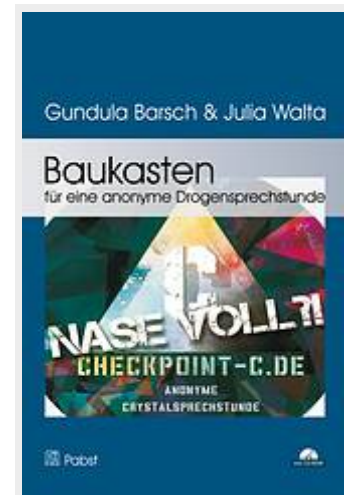 Gundula Barsch & Julia Walta
Baukasten
für eine anonyme Drogensprechstunde
C
NASE VOLL?!
CHECKPOINT-C.DE
ANONYME
CRYSTALSPRECHSTUNDE
Pabst